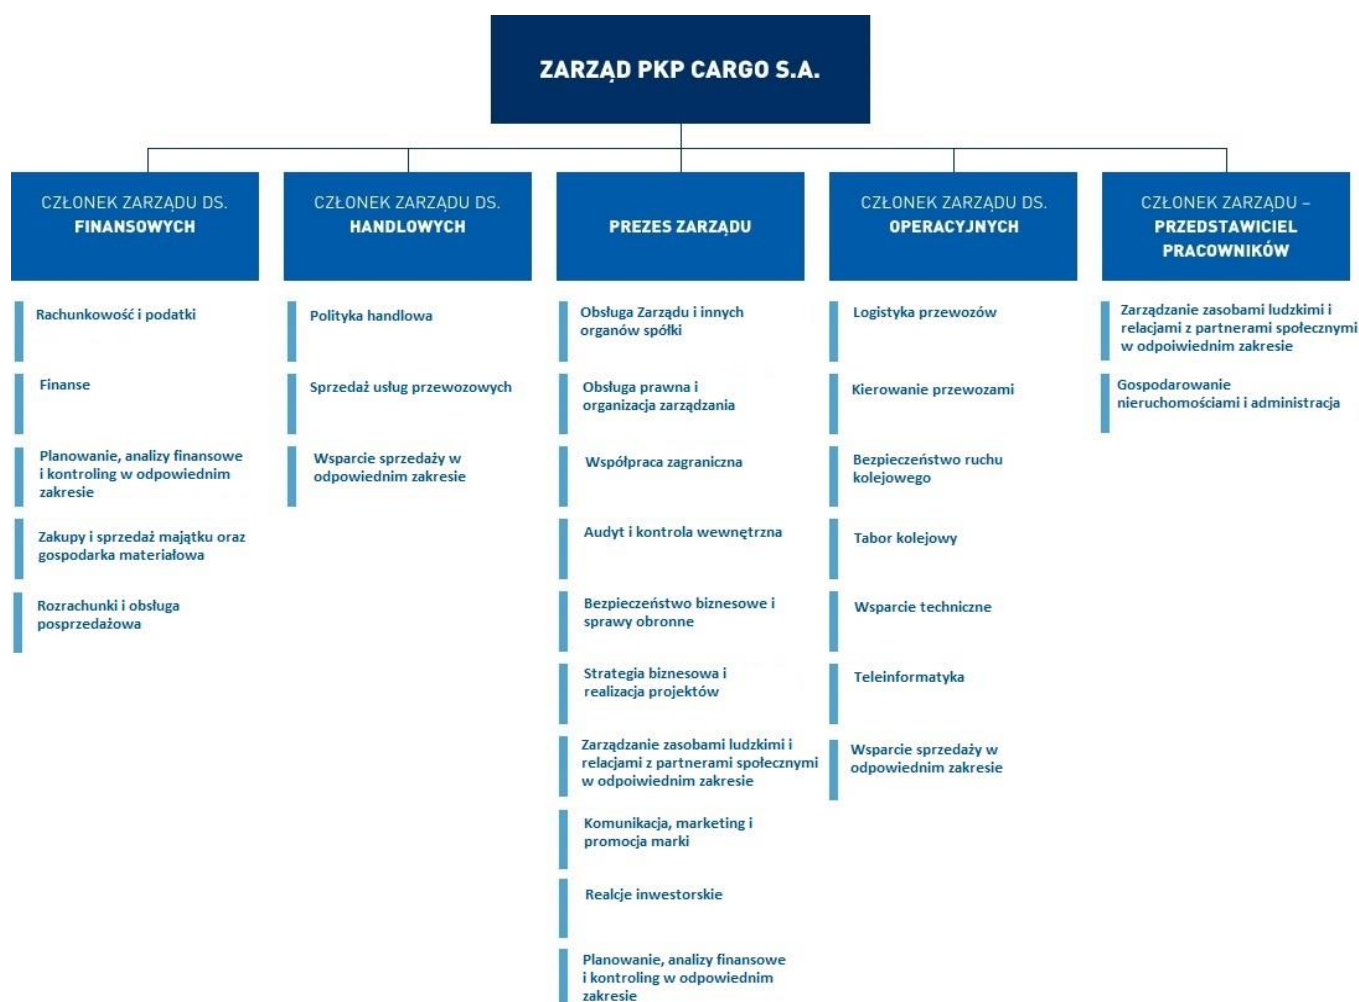 ZARZĄD PKP CARGO S.A.
CZŁONEK ZARZĄDU DS.
FINANSOWYCH
Rachunkowość i podatki
Finanse
Planowanie, analizy finansowe
i kontroling w odpowiednim
zakresie
Zakupy i sprzedaż majątku oraz
gospodarka materiałowa
Rozrachunki i obsługa
posprzedażowa
CZŁONEK ZARZĄDU DS.
HANDLOWYCH
Polityka handlowa
Sprzedaż usług przewozowych
Wsparcie sprzedaży w
odpowiednim zakresie
PREZES ZARZĄDU
Obsługa Zarządu i innych
organów spółki
Obsługa prawna i
organizacja zarządzania
Współpraca zagraniczna
Audyt i kontrola wewnętrzna
Bezpieczeństwo biznesowe i
sprawy obronne
Strategia biznesowa i
realizacja projektów
Zarządzanie zasobami ludzkimi i
relacjami z partnerami społecznymi
w odpoiwiednim zakresie
Komunikacja, marketing i
promocja marki
Realcje inwestorskie
Planowanie, analizy finansowe
i kontroling w odpowiednim
zakresie
CZŁONEK ZARZĄDU DS.
OPERACYJNYCH
Logistyka przewozów
Kierowanie przewozami
Bezpieczeństwo ruchu
kolejowego
Tabor kolejowy
Wsparcie techniczne
Teleinformatyka
Wsparcie sprzedaży w
odpowiednim zakresie
CZŁONEK ZARZĄDU –
PRZEDSTAWICIEL
PRACOWNIKÓW
Zarządzanie zasobami ludzkimi i
relacjami z partnerami społecznymi
w odpoiwiednim zakresie
Gospodarowanie
nieruchomościami i administracja